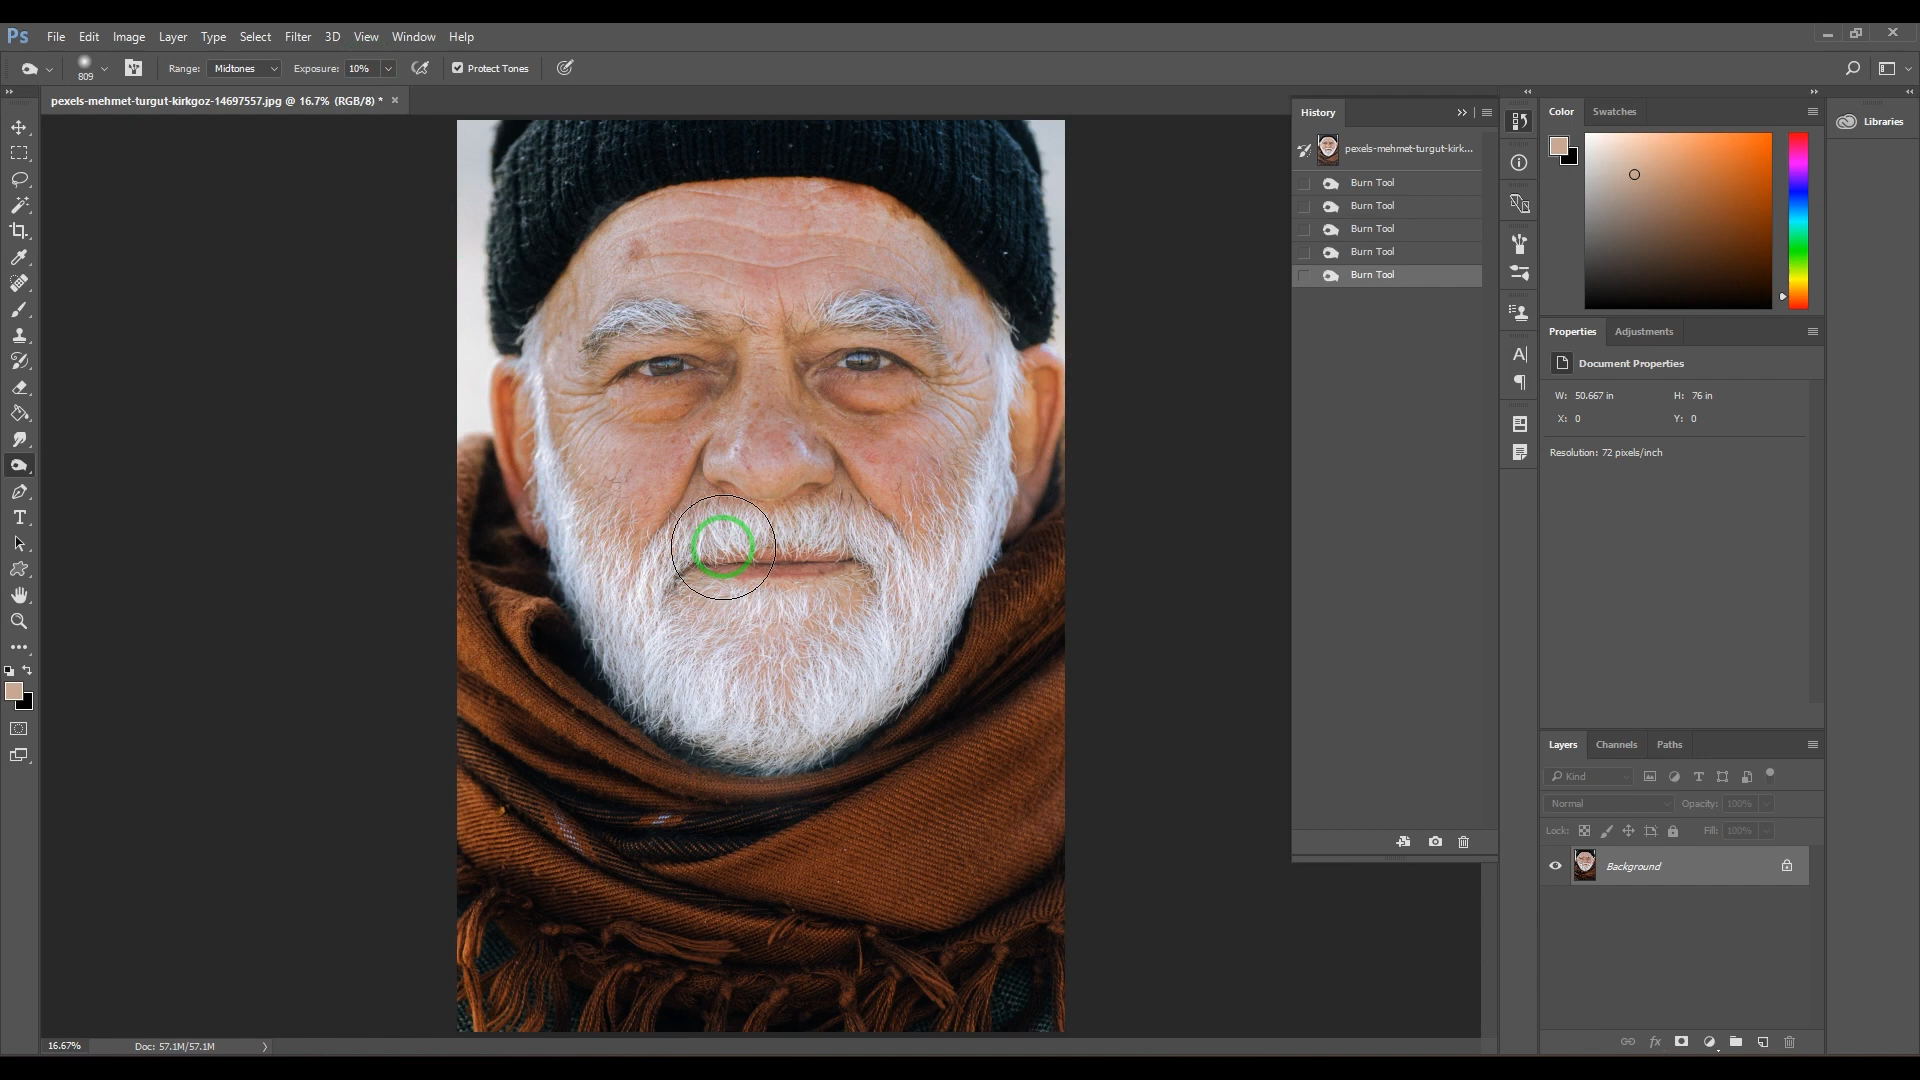 Ps File Edit Image Layer Type Select Filter 3D View Window Help
809 Range: Midtones Exposure: 10% Protect Tones
pexels-mehmet-turgut-kirkgoz-14697557.jpg @ 16.7% (RGB/8) *
History
pexels-mehmet-turgut-kirk...
Burn Tool
Burn Tool
Burn Tool
Burn Tool
Burn Tool
Color Swatches
Libraries
Properties Adjustments
Document Properties
W: 50.667 in H: 76 in
X: 0 Y: 0
Resolution: 72 pixels/inch
Layers Channels Paths
Kind
Normal Opacity: 100%
Lock: Fill: 100%
Background
fx
16.67% Doc: 57.1M/57.1M